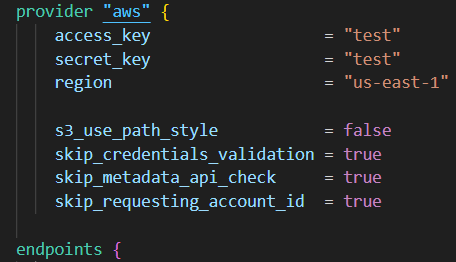 provider "aws" {
    access_key                  = "test"
    secret_key                  = "test"
    region                      = "us-east-1"
    s3_use_path_style           = false
    skip_credentials_validation = true
    skip_metadata_api_check     = true
    skip_requesting_account_id  = true
endpoints {